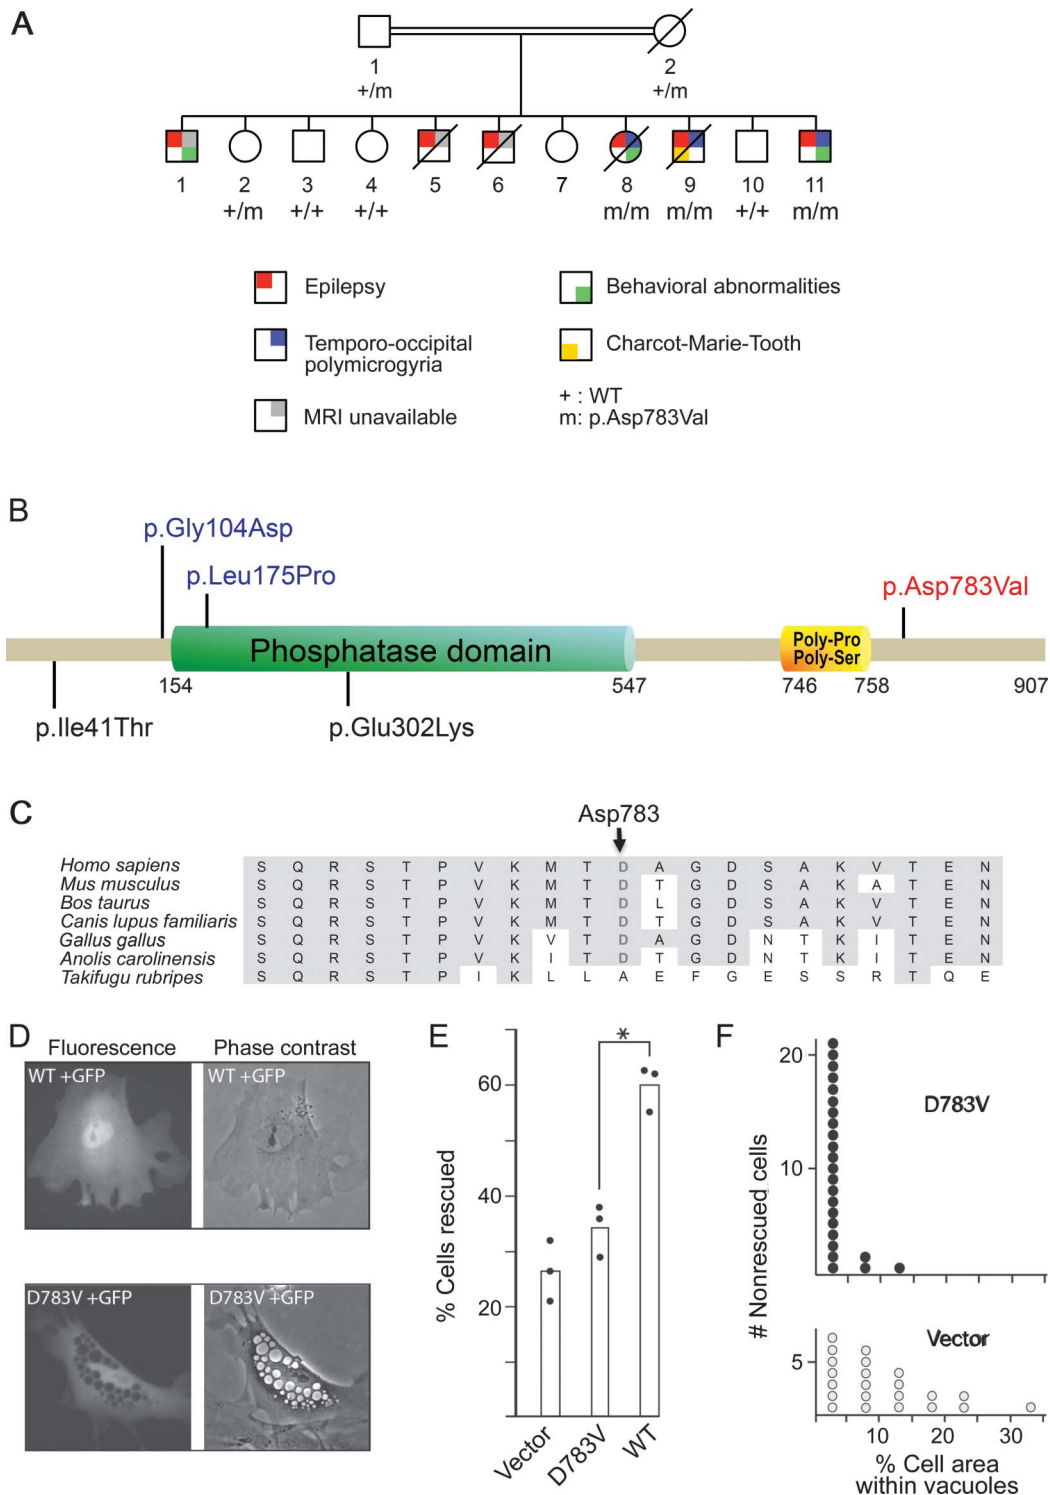 A
1
2
+/m
+/m
1
2
3
4
5
6
7
8
9
10
11
+/m
+/+
+/+
m/m
m/m
+/+
m/m
Epilepsy
Behavioral abnormalities
Temporo-occipital
polymicrogyria
Charcot-Marie-Tooth
MRI unavailable
+ : WT
m: p.Asp783Val
B
p.Gly104Asp
p.Leu175Pro
p.Asp783Val
Phosphatase domain
Poly-Pro
Poly-Ser
154
547
746
758
907
p.Ile41Thr
p.Glu302Lys
C
Asp783
Homo sapiens S Q R S T P V K M T D A G D S A K V T E N
Mus musculus S Q R S T P V K M T D T G D S A K A T E N
Bos taurus S Q R S T P V K M T D L G D S A K V T E N
Canis lupus familiaris S Q R S T P V K M T D T G D S A K V T E N
Gallus gallus S Q R S T P V K V T D A G D N T K I T E N
Anolis carolinensis S Q R S T P V K I T D T G D N T K I T E N
Takifugu rubripes S Q R S T P I K L L A E F G E S S R T Q E
D
Fluorescence
Phase contrast
WT +GFP
WT +GFP
D783V +GFP
D783V +GFP
E
*
60
40
20
% Cells rescued
Vector
D783V
WT
F
20
10
D783V
# Nonrescued cells
Vector
5
10
20
30
% Cell area
within vacuoles